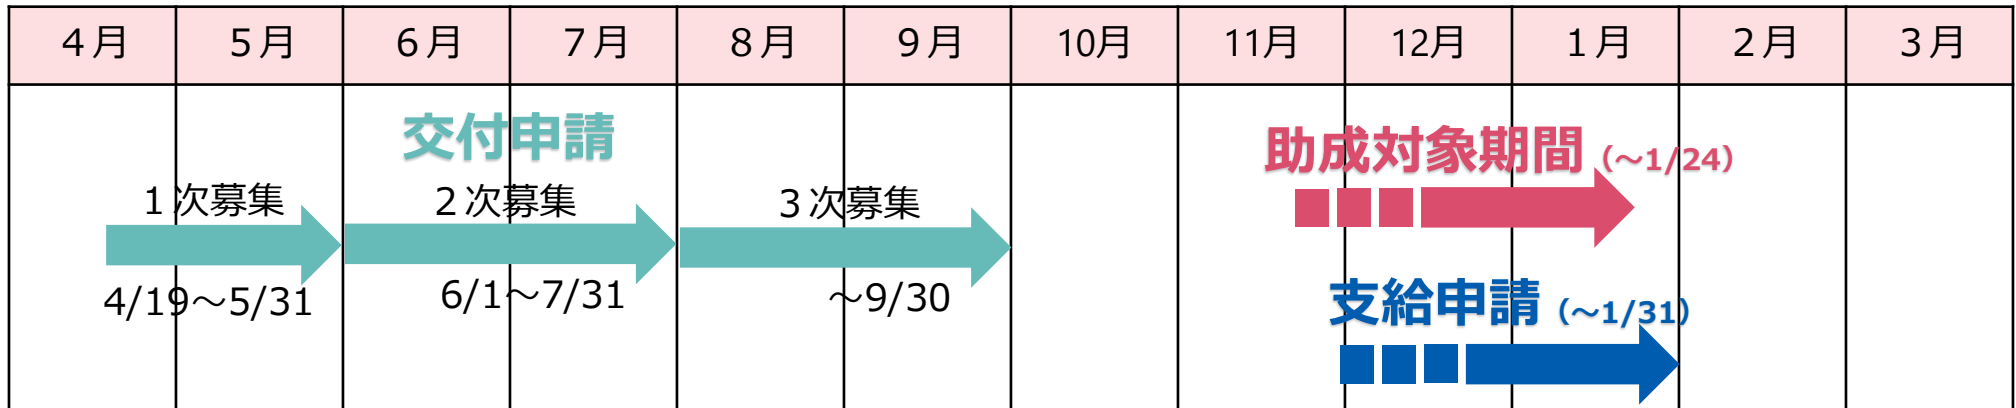 ４月 ５月 ６月 ７月 ８月 ９月 10月 11月 12月 １月 ２月 ３月
交付申請
１次募集 ２次募集 ３次募集
4/19～5/31 6/1～7/31 ～9/30
助成対象期間（～1/24）
支給申請（～1/31）